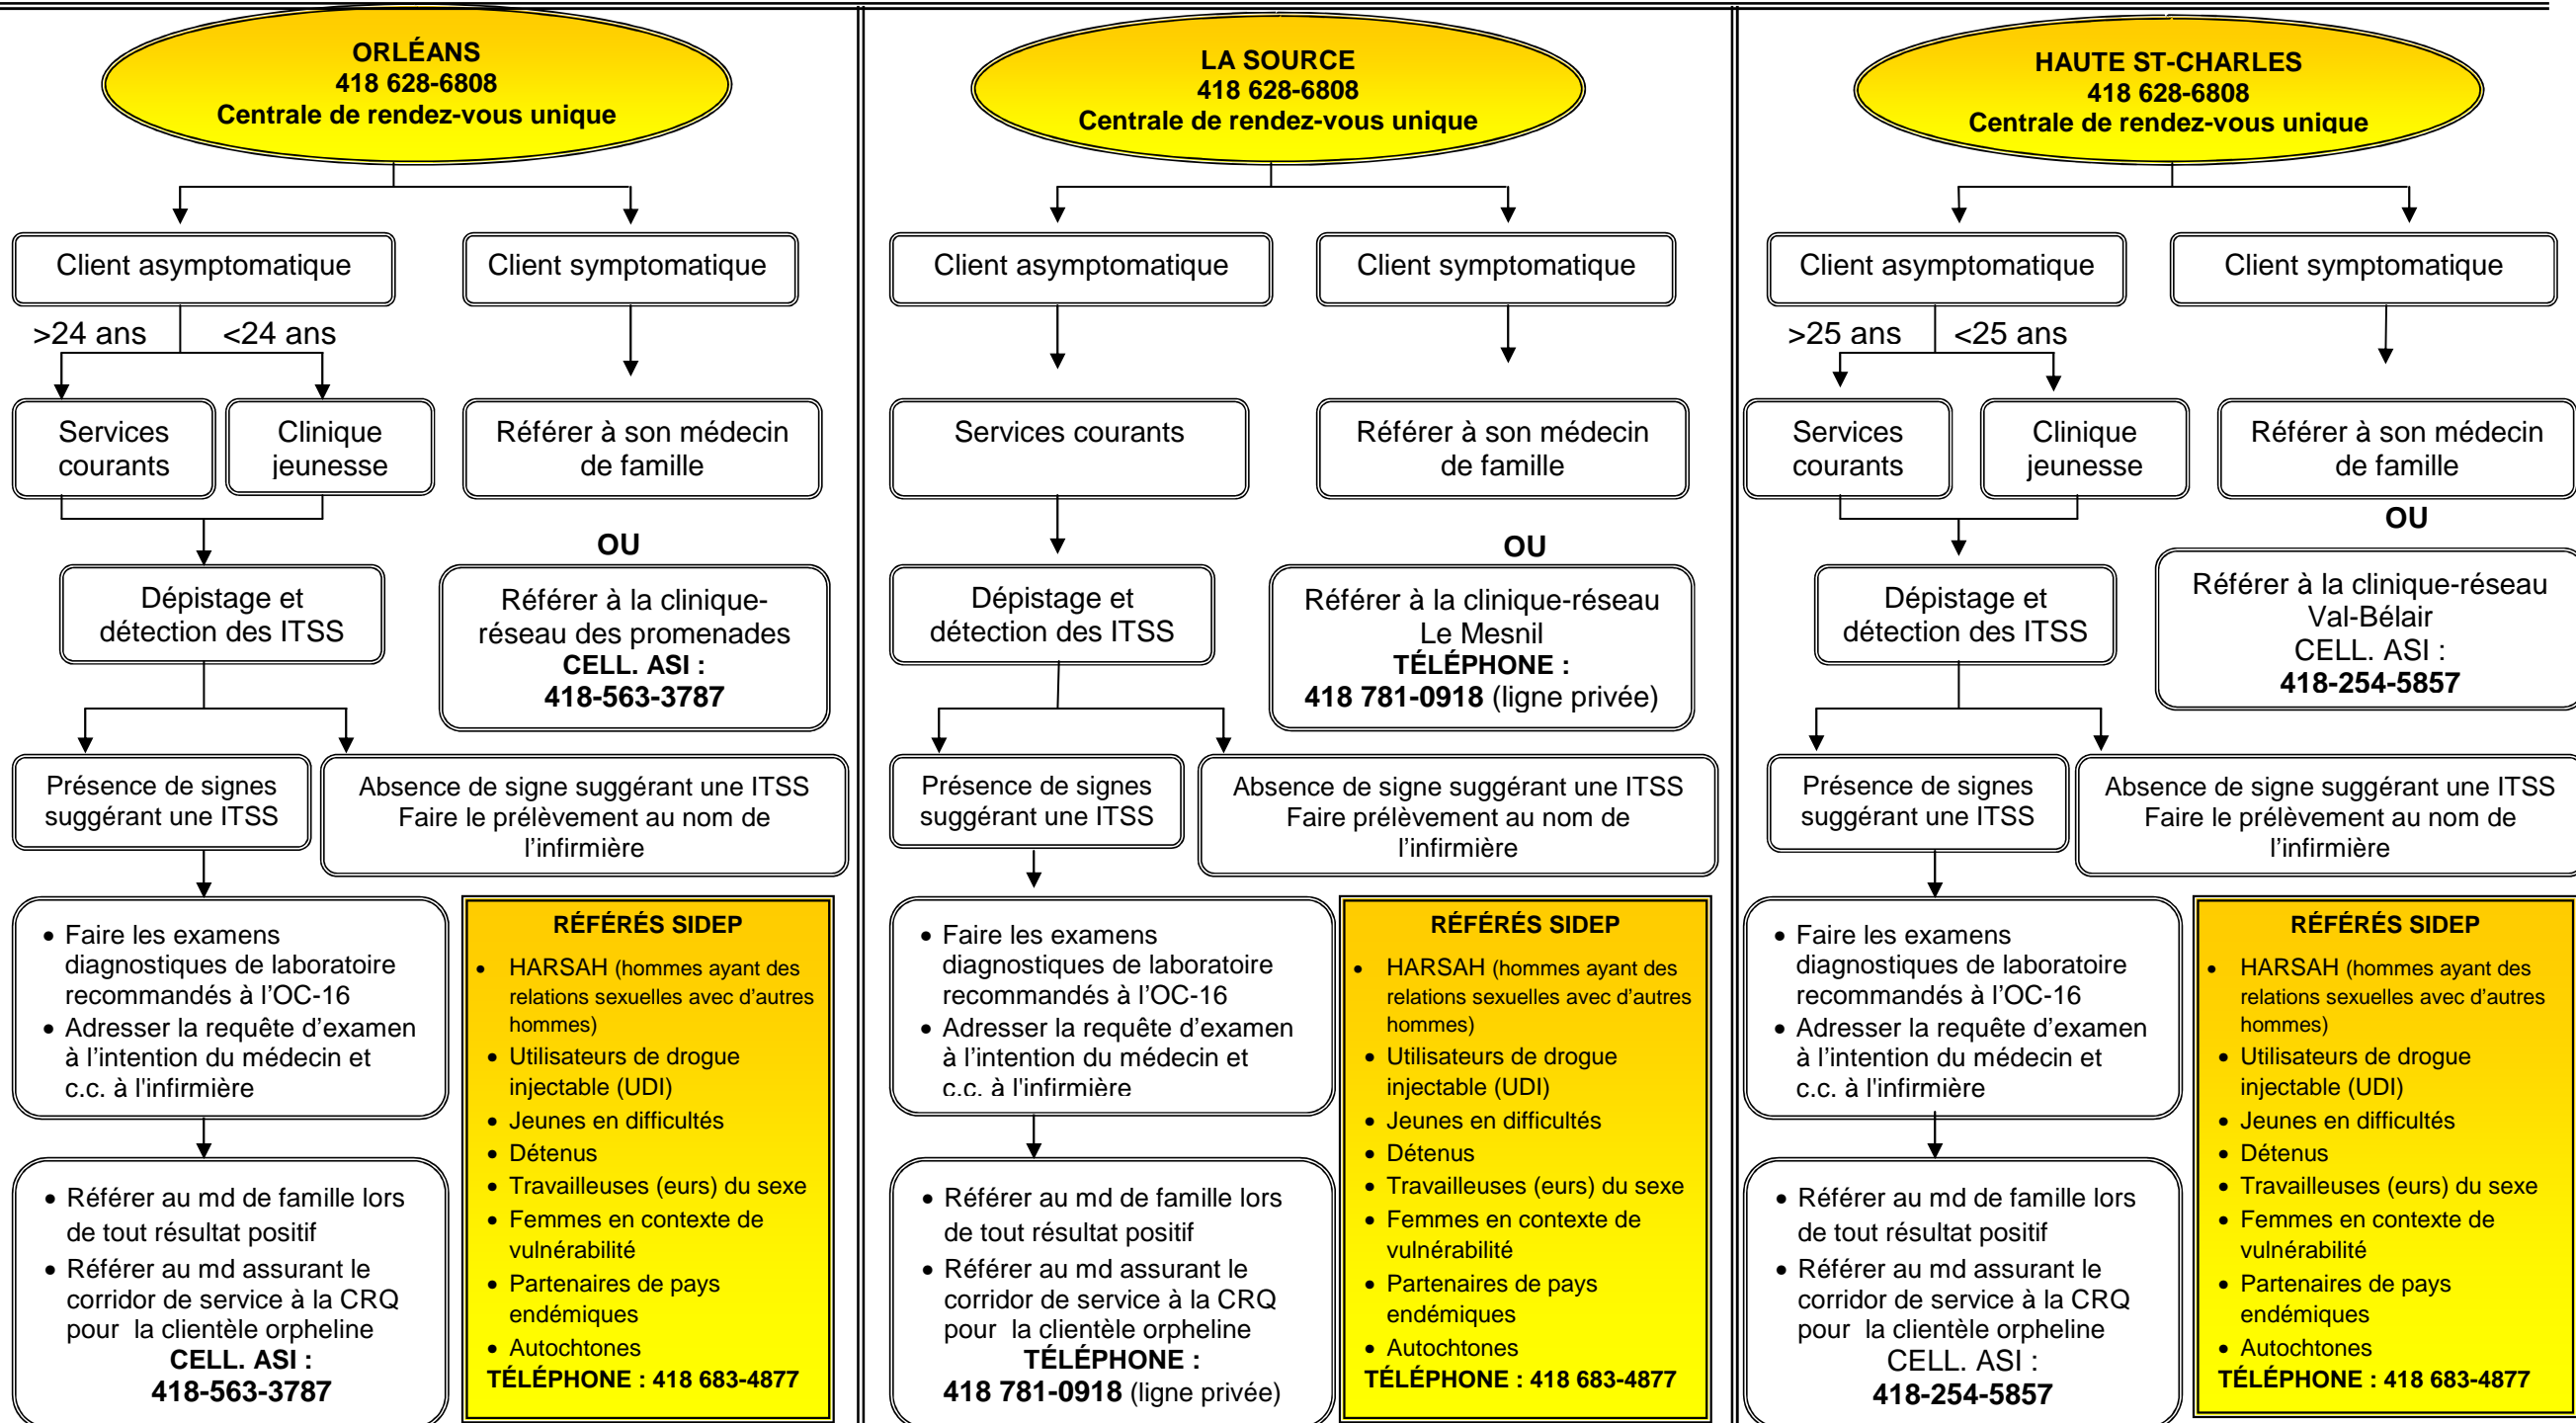 ORLÉANS
418 628-6808
Centrale de rendez-vous unique
Client asymptomatique
Client symptomatique
>24 ans
<24 ans
Services
courants
Clinique
jeunesse
Référer à son médecin
de famille
OU
Dépistage et
détection des ITSS
Référer à la clinique-
réseau des promenades
CELL. ASI :
418-563-3787
Présence de signes
suggérant une ITSS
Absence de signe suggérant une ITSS
Faire le prélèvement au nom de
l’infirmière
• Faire les examens
diagnostiques de laboratoire
recommandés à l’OC-16
• Adresser la requête d’examen
à l’intention du médecin et
c.c. à l'infirmière
• Référer au md de famille lors
de tout résultat positif
• Référer au md assurant le
corridor de service à la CRQ
pour la clientèle orpheline
CELL. ASI :
418-563-3787
RÉFÉRÉS SIDEP
• HARSAH (hommes ayant des
relations sexuelles avec d’autres
hommes)
• Utilisateurs de drogue
injectable (UDI)
• Jeunes en difficultés
• Détenus
• Travailleuses (eurs) du sexe
• Femmes en contexte de
vulnérabilité
• Partenaires de pays
endémiques
• Autochtones
TÉLÉPHONE : 418 683-4877
LA SOURCE
418 628-6808
Centrale de rendez-vous unique
Client asymptomatique
Client symptomatique
Services courants
Référer à son médecin
de famille
OU
Dépistage et
détection des ITSS
Référer à la clinique-réseau
Le Mesnil
TÉLÉPHONE :
418 781-0918 (ligne privée)
Présence de signes
suggérant une ITSS
Absence de signe suggérant une ITSS
Faire prélèvement au nom de
l’infirmière
• Faire les examens
diagnostiques de laboratoire
recommandés à l’OC-16
• Adresser la requête d’examen
à l’intention du médecin et
c.c. à l'infirmière
• Référer au md de famille lors
de tout résultat positif
• Référer au md assurant le
corridor de service à la CRQ
pour la clientèle orpheline
TÉLÉPHONE :
418 781-0918 (ligne privée)
RÉFÉRÉS SIDEP
• HARSAH (hommes ayant des
relations sexuelles avec d’autres
hommes)
• Utilisateurs de drogue
injectable (UDI)
• Jeunes en difficultés
• Détenus
• Travailleuses (eurs) du sexe
• Femmes en contexte de
vulnérabilité
• Partenaires de pays
endémiques
• Autochtones
TÉLÉPHONE : 418 683-4877
HAUTE ST-CHARLES
418 628-6808
Centrale de rendez-vous unique
Client asymptomatique
Client symptomatique
>25 ans
<25 ans
Services
courants
Clinique
jeunesse
Référer à son médecin
de famille
OU
Dépistage et
détection des ITSS
Référer à la clinique-réseau
Val-Bélair
CELL. ASI :
418-254-5857
Présence de signes
suggérant une ITSS
Absence de signe suggérant une ITSS
Faire le prélèvement au nom de
l’infirmière
• Faire les examens
diagnostiques de laboratoire
recommandés à l’OC-16
• Adresser la requête d’examen
à l’intention du médecin et
c.c. à l'infirmière
• Référer au md de famille lors
de tout résultat positif
• Référer au md assurant le
corridor de service à la CRQ
pour la clientèle orpheline
CELL. ASI :
418-254-5857
RÉFÉRÉS SIDEP
• HARSAH (hommes ayant des
relations sexuelles avec d’autres
hommes)
• Utilisateurs de drogue
injectable (UDI)
• Jeunes en difficultés
• Détenus
• Travailleuses (eurs) du sexe
• Femmes en contexte de
vulnérabilité
• Partenaires de pays
endémiques
• Autochtones
TÉLÉPHONE : 418 683-4877